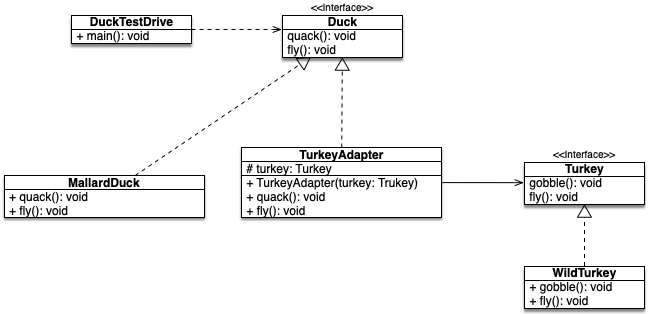 <<Interface>>
DuckTestDrive
+ main(): void
Duck
quack(): void
fly(): void
TurkeyAdapter
# turkey: Turkey
+ TurkeyAdapter(turkey: Trukey)
+ quack(): void
+ fly(): void
MallardDuck
+ quack(): void
+ fly(): void
<<Interface>>
Turkey
gobble(): void
fly(): void
WildTurkey
+ gobble(): void
+ fly(): void